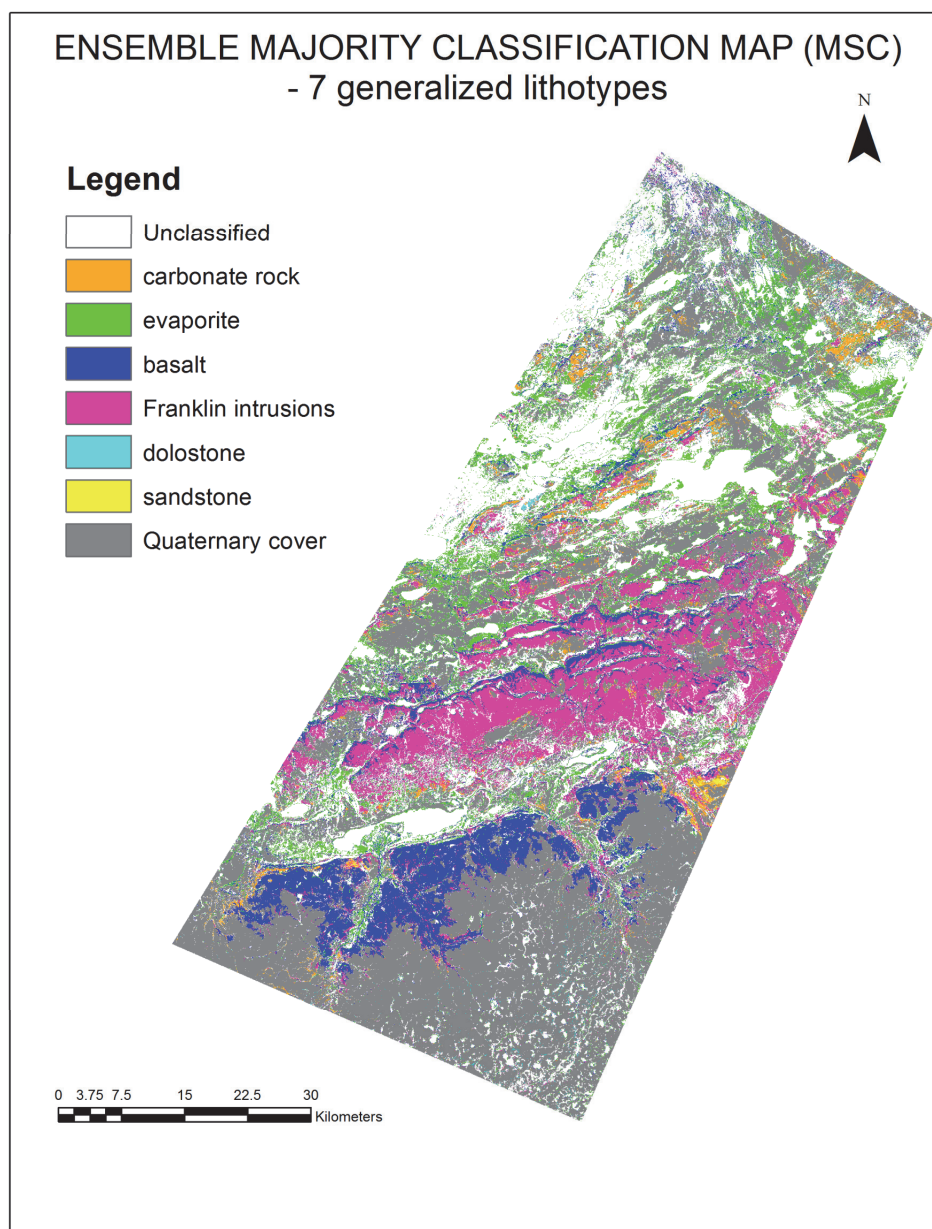 ENSEMBLE MAJORITY CLASSIFICATION MAP (MSC)
- 7 generalized lithotypes
N
Legend
Unclassified
carbonate rock
evaporite
basalt
Franklin intrusions
dolostone
sandstone
Quaternary cover
0 3.75 7.5 15 22.5 30
Kilometers